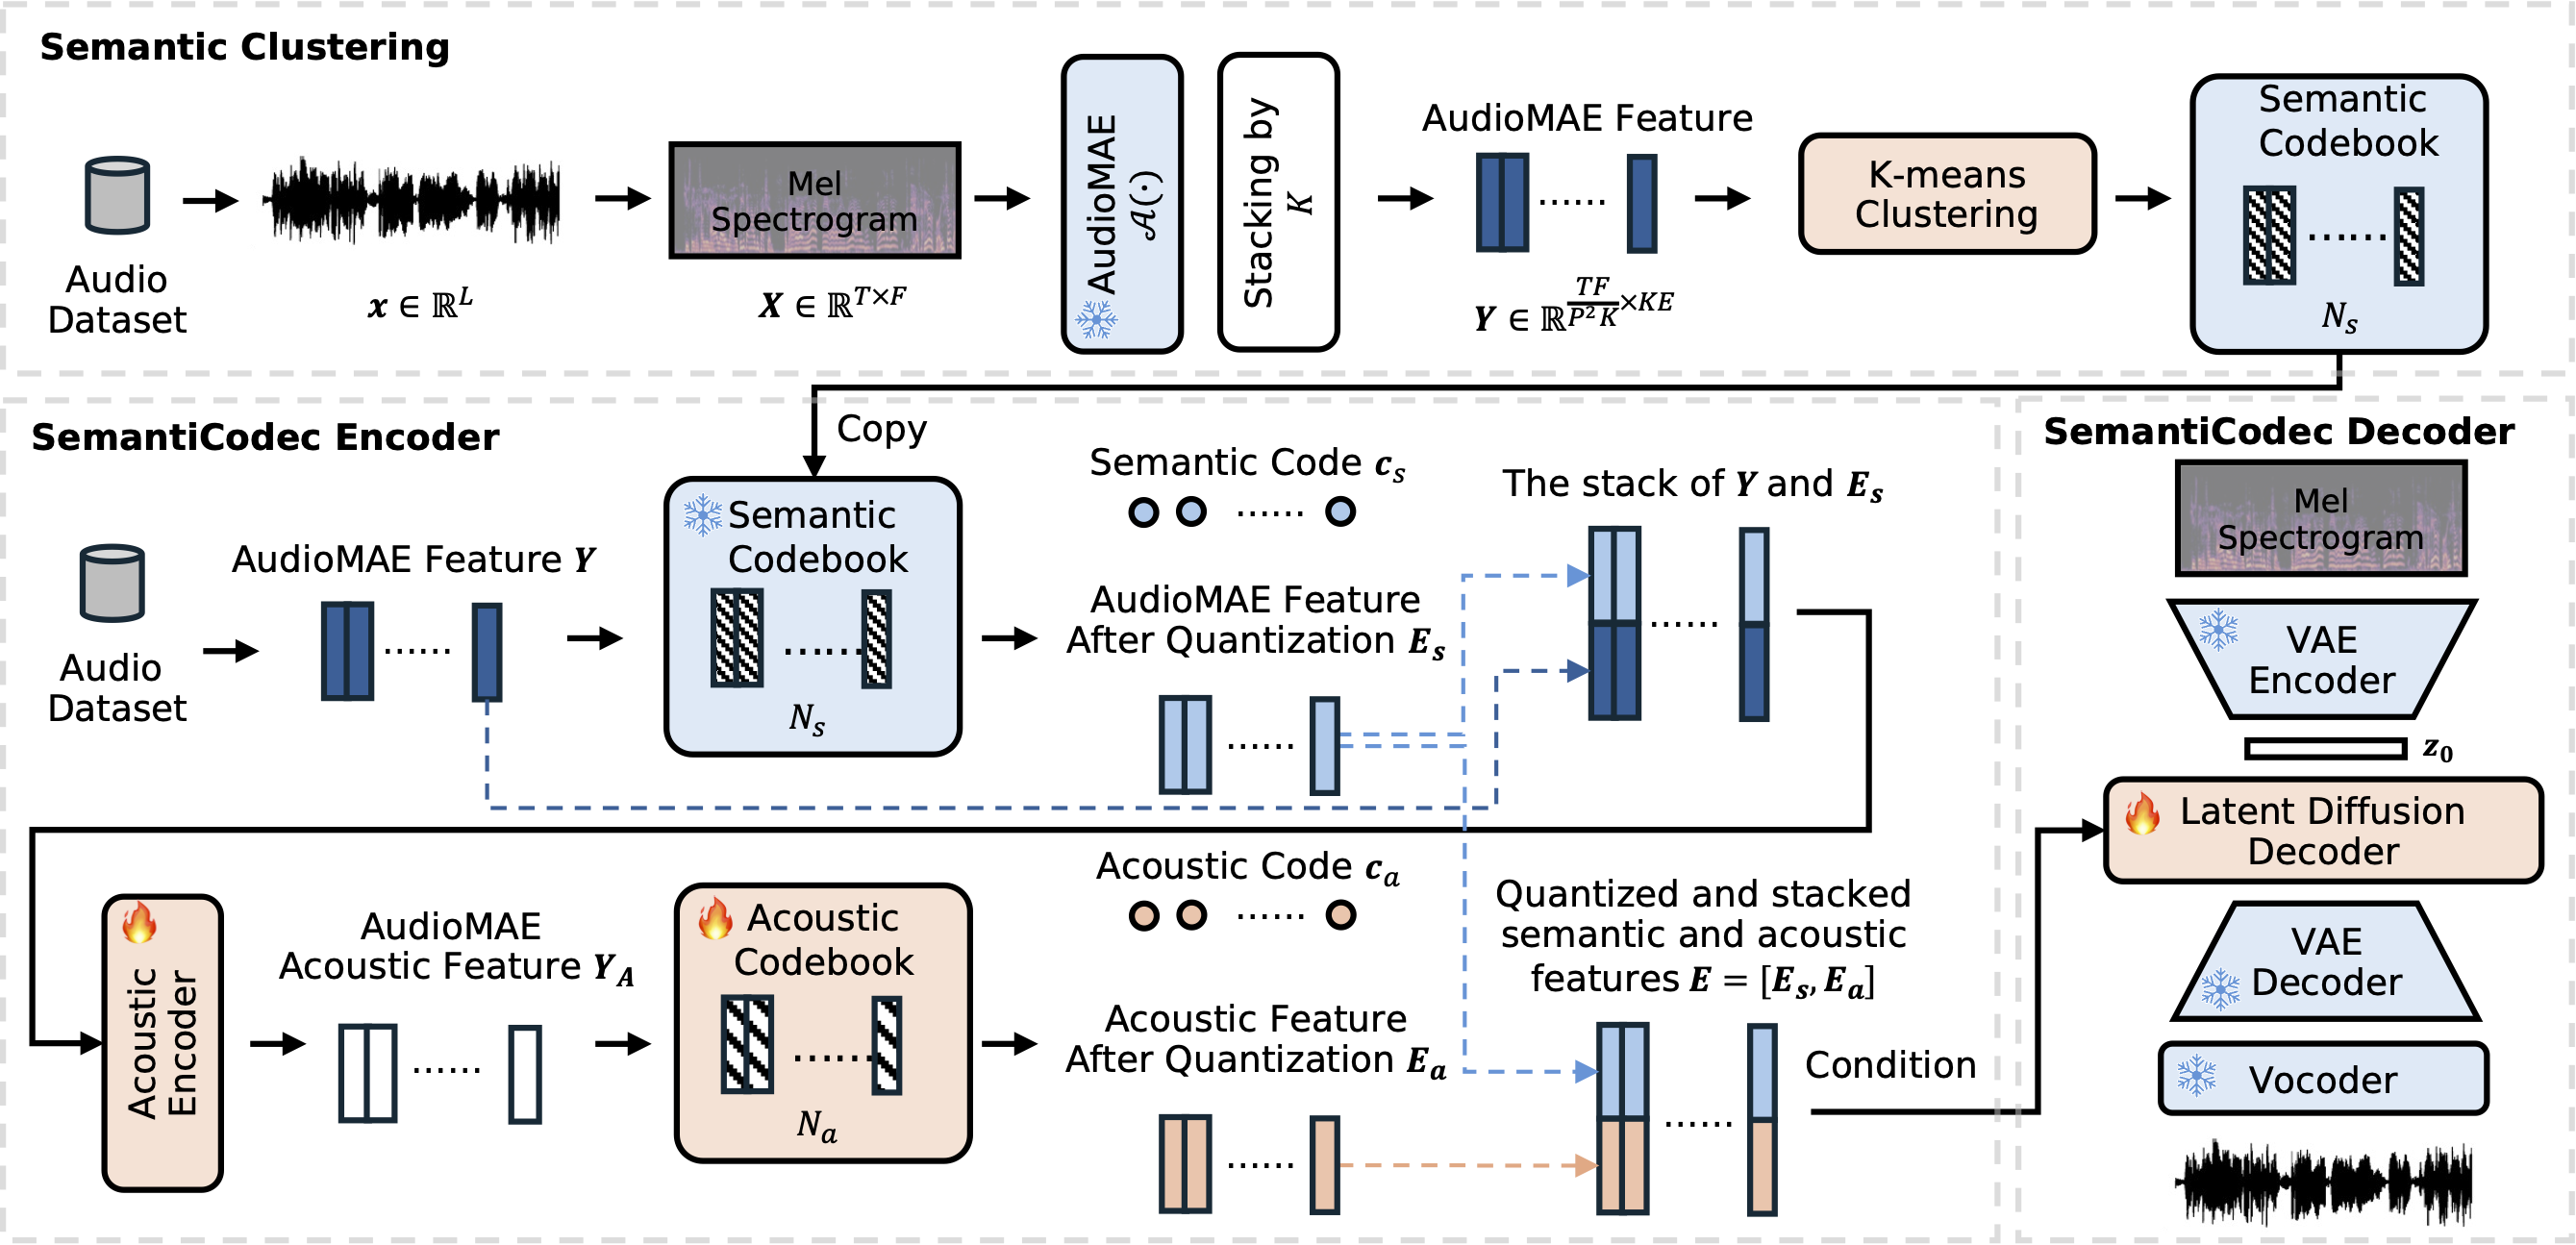 Semantic Clustering
Audio
Dataset
𝒙 ∈ ℝ^L
Mel
Spectrogram
𝑿 ∈ ℝ^{T×F}
AudioMAE
𝒜(·)
Stacking by
K
AudioMAE Feature
......
𝒀 ∈ ℝ^{\frac{TF}{P^2 K}×KE}
K-means
Clustering
Semantic
Codebook
......
N_s
SemantiCodec Encoder
Copy
Audio
Dataset
AudioMAE Feature 𝒀
......
Semantic
Codebook
......
N_s
Semantic Code 𝒄_s
......
AudioMAE Feature
After Quantization 𝑬_s
......
The stack of 𝒀 and 𝑬_s
......
Acoustic
Encoder
AudioMAE
Acoustic Feature 𝒀_A
......
Acoustic
Codebook
......
N_a
Acoustic Code 𝒄_a
......
Acoustic Feature
After Quantization 𝑬_a
......
Quantized and stacked
semantic and acoustic
features 𝑬 = [𝑬_s, 𝑬_a]
......
Condition
SemantiCodec Decoder
Mel
Spectrogram
VAE
Encoder
𝒛_0
Latent Diffusion
Decoder
VAE
Decoder
Vocoder